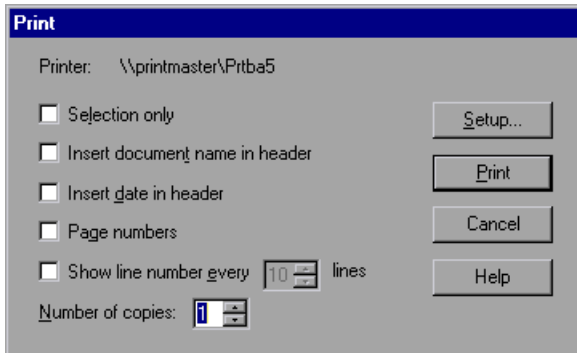 Print
Printer: \\printmaster\Prtba5
Selection only
Insert document name in header
Insert date in header
Page numbers
Show line number every 10 lines
Number of copies: 1
Setup...
Print
Cancel
Help